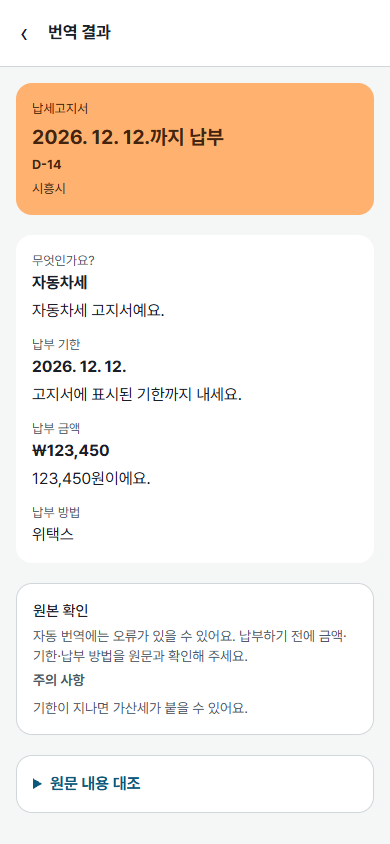 번역 결과
납세고지서
2026. 12. 12.까지 납부
D-14
시흥시
무엇인가요?
자동차세
자동차세 고지서예요.
납부 기한
2026. 12. 12.
고지서에 표시된 기한까지 내세요.
납부 금액
₩123,450
123,450원이에요.
납부 방법
위택스
원본 확인
자동 번역에는 오류가 있을 수 있어요. 납부하기 전에 금액·
기한·납부 방법을 원문과 확인해 주세요.
주의 사항
기한이 지나면 가산세가 붙을 수 있어요.
원문 내용 대조